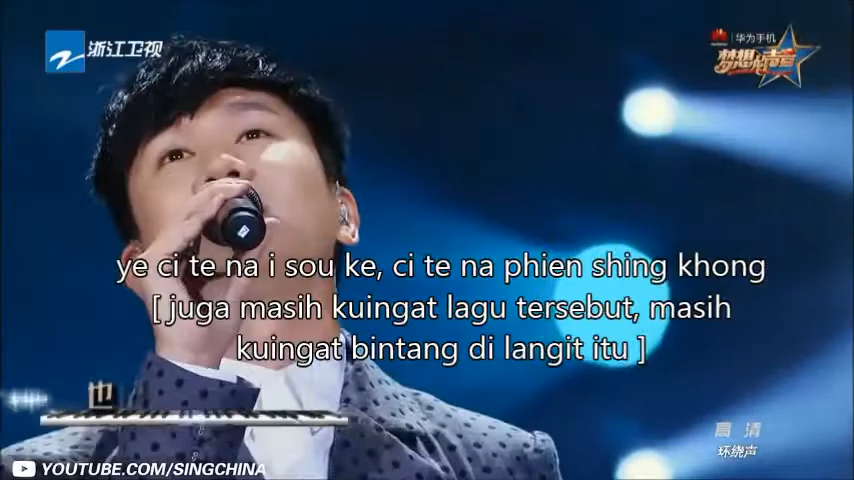 浙江卫视
华为手机
梦想的声音
ye ci te na i sou ke, ci te na phien shing khong
[ juga masih kuingat lagu tersebut, masih
kuingat bintang di langit itu ]
也
高清
环绕声
YOUTUBE.COM/SINGCHINA